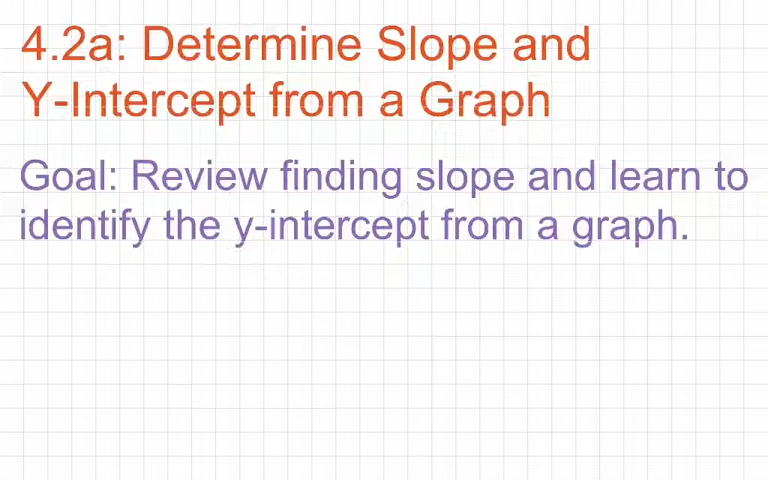 4.2a: Determine Slope and
Y-Intercept from a Graph
Goal: Review finding slope and learn to
identify the y-intercept from a graph.